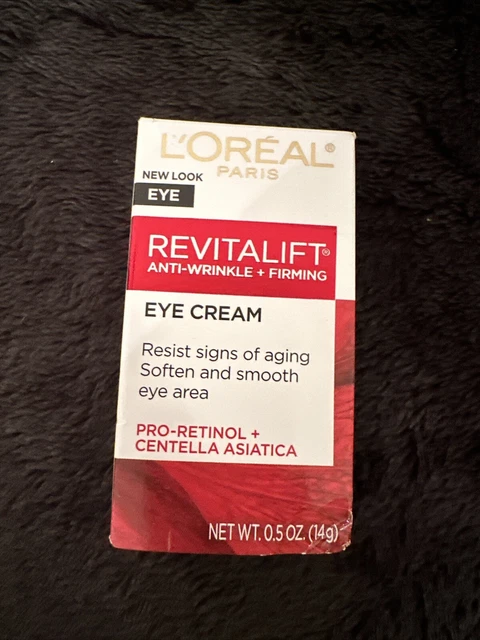 L'ORÉAL®
PARIS
NEW LOOK
EYE
REVITALIFT®
ANTI-WRINKLE + FIRMING
EYE CREAM
Resist signs of aging
Soften and smooth
eye area
PRO-RETINOL +
CENTELLA ASIATICA
NET WT. 0.5 OZ. (14g)